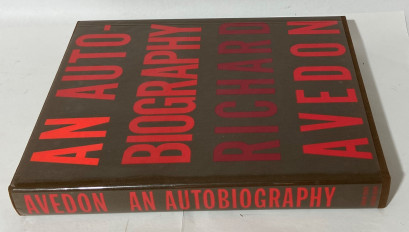 AN AUTO-
BIOGRAPHY
RICHARD
AVEDON
AVEDON AN AUTOBIOGRAPHY